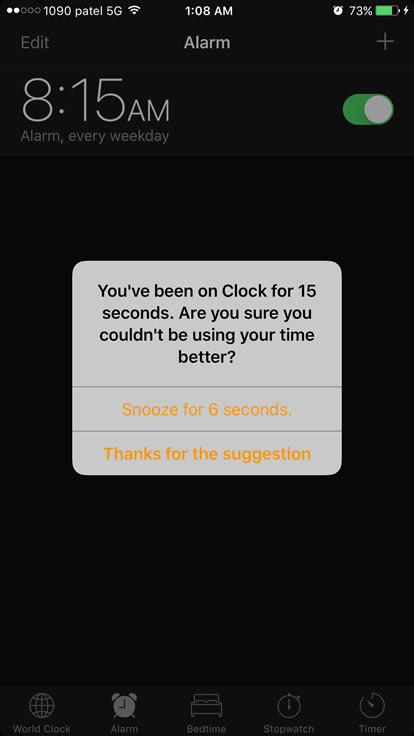 1090 patel 5G 1:08 AM 73%
Edit Alarm +
8:15AM
Alarm, every weekday
You've been on Clock for 15
seconds. Are you sure you
couldn't be using your time
better?
Snooze for 6 seconds.
Thanks for the suggestion
World Clock Alarm Bedtime Stopwatch Timer